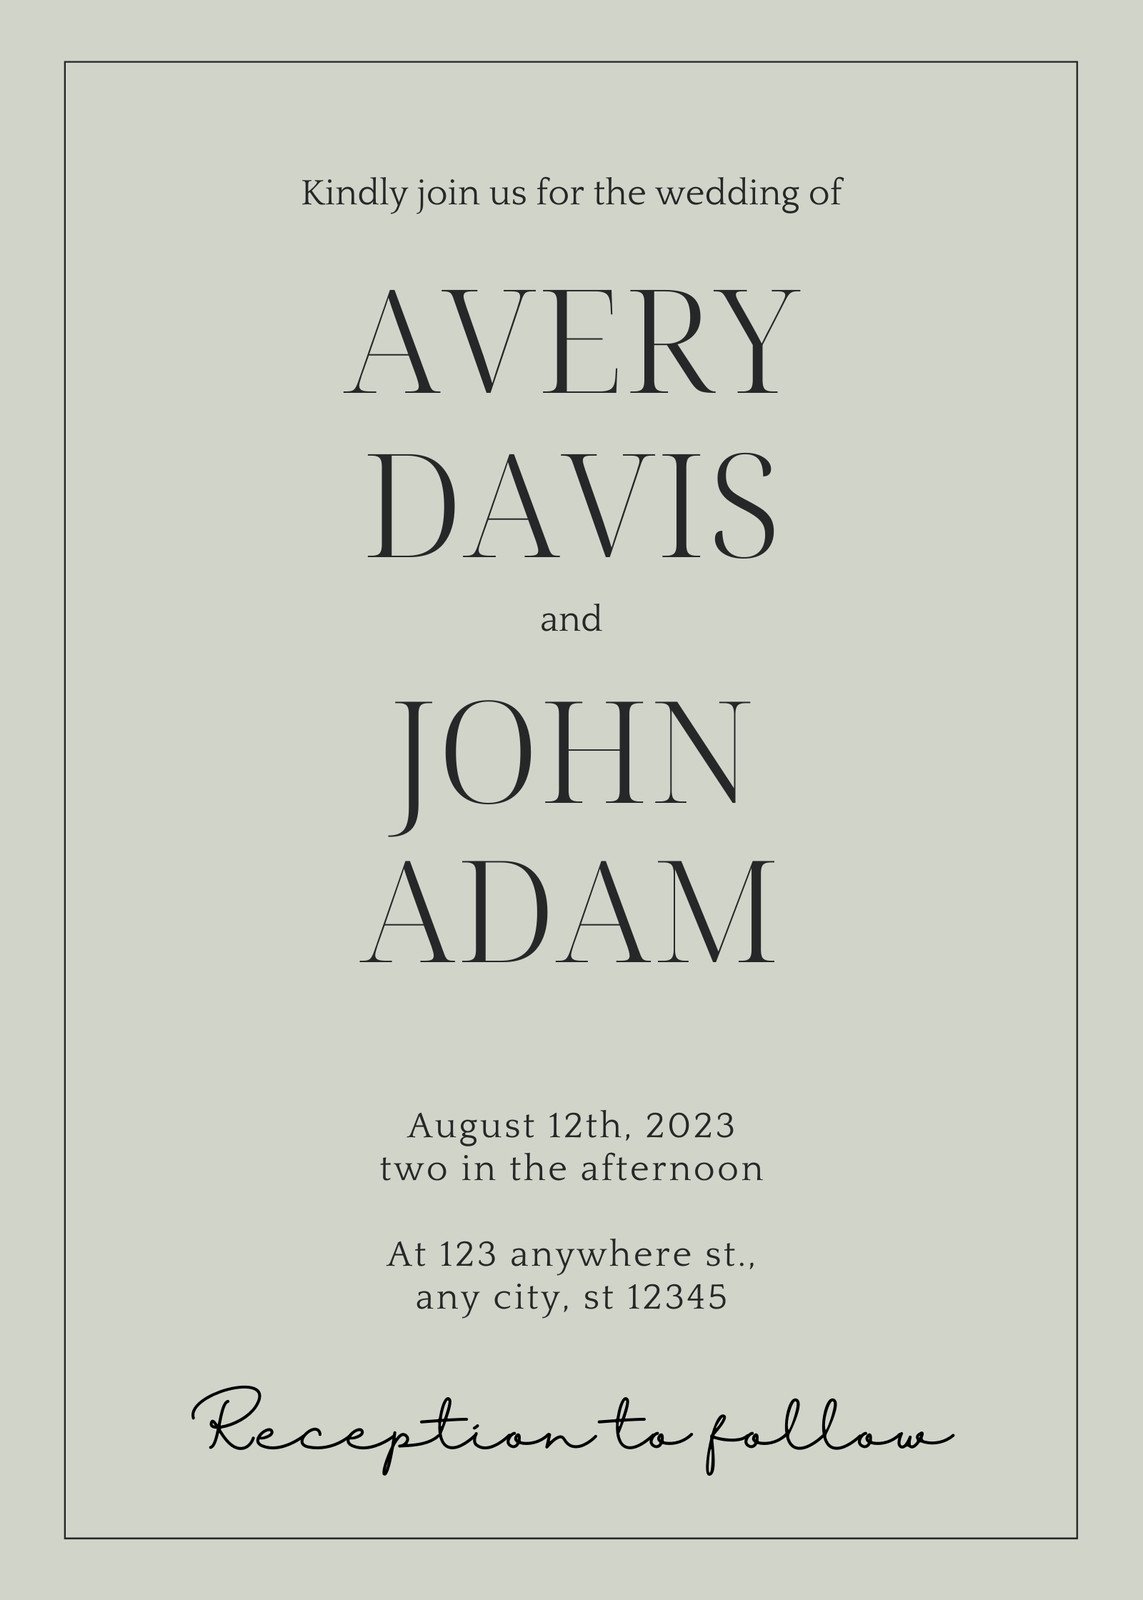 Kindly join us for the wedding of
AVERY
DAVIS
and
JOHN
ADAM
August 12th, 2023
two in the afternoon
At 123 anywhere st.,
any city, st 12345
Reception to follow